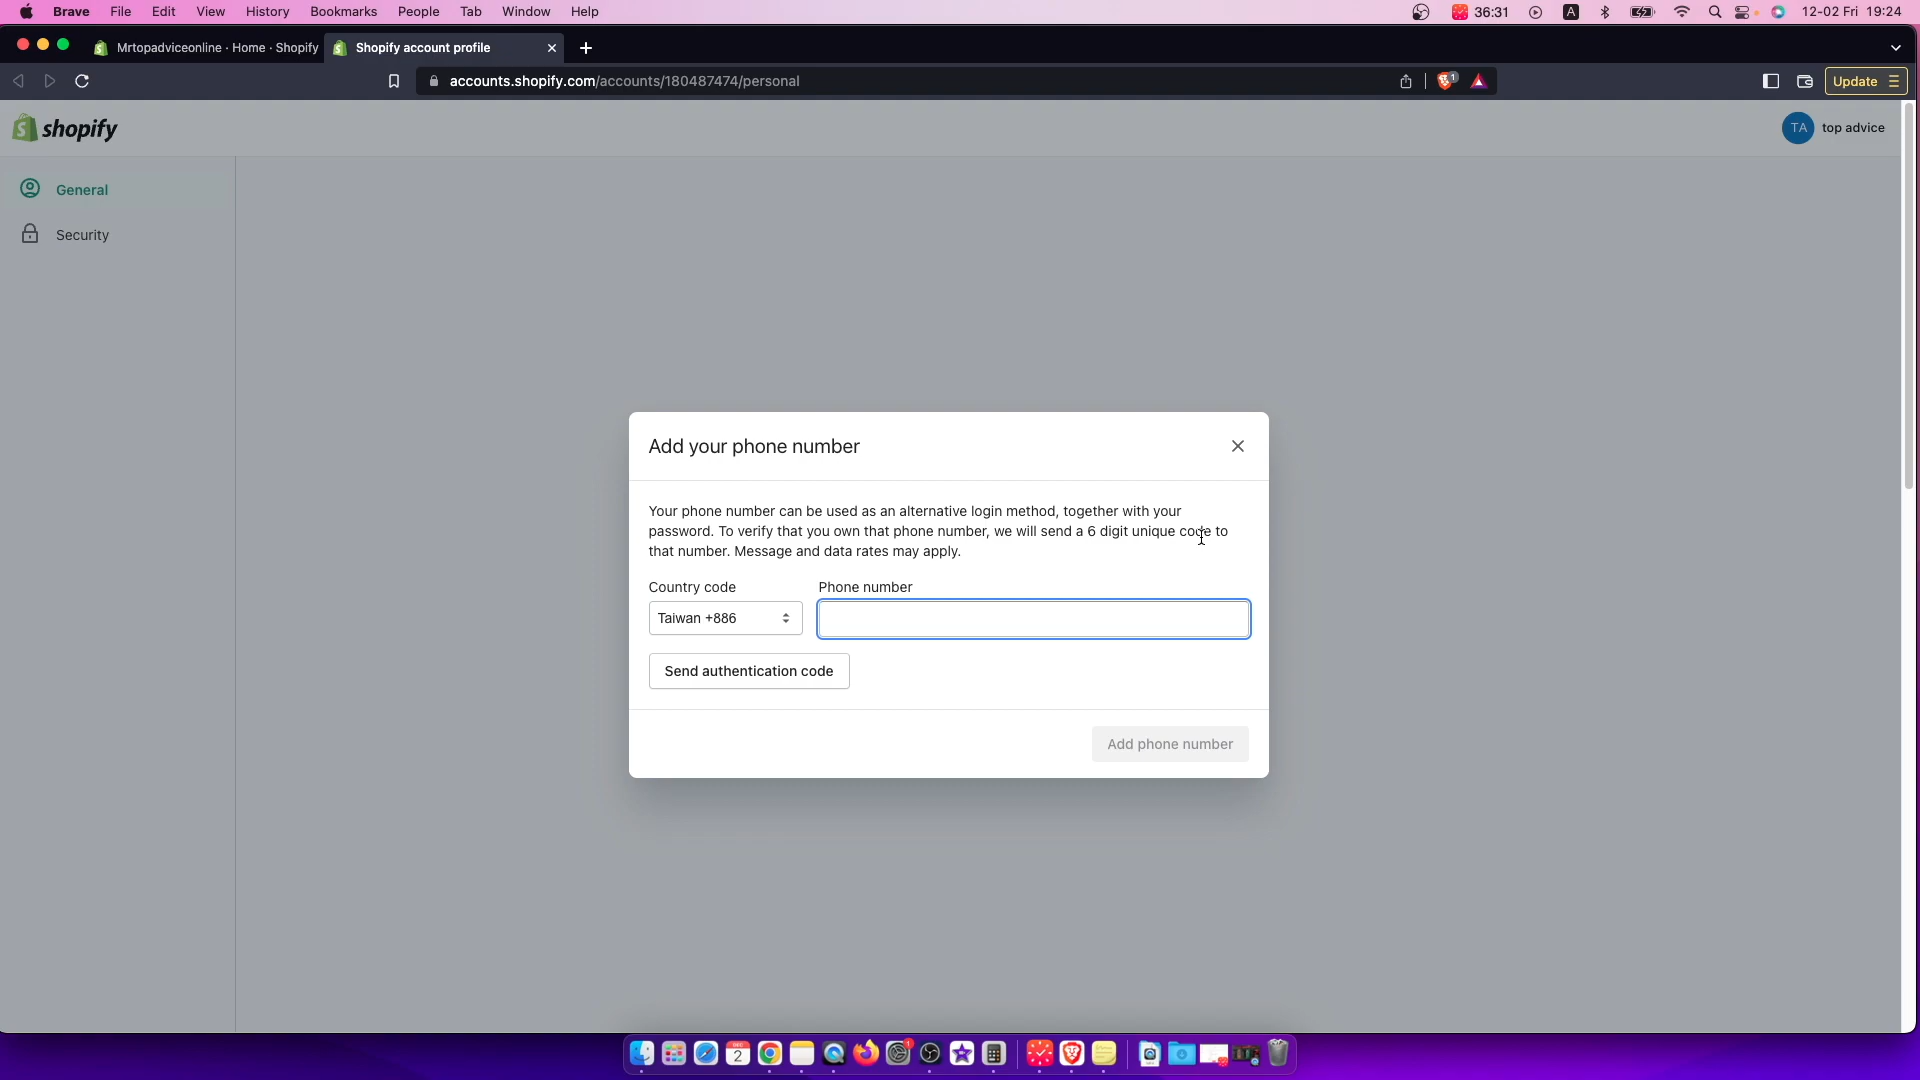 Brave File Edit View History Bookmarks People Tab Window Help 36:31 A 12-02 Fri 19:24
Mrtopadviceonline · Home · Shopify Shopify account profile
accounts.shopify.com/accounts/180487474/personal 1 Update
shopify TA top advice
General
Security
Add your phone number
Your phone number can be used as an alternative login method, together with your
password. To verify that you own that phone number, we will send a 6 digit unique code to
that number. Message and data rates may apply.
Country code Phone number
Taiwan +886
Send authentication code
Add phone number
2 1